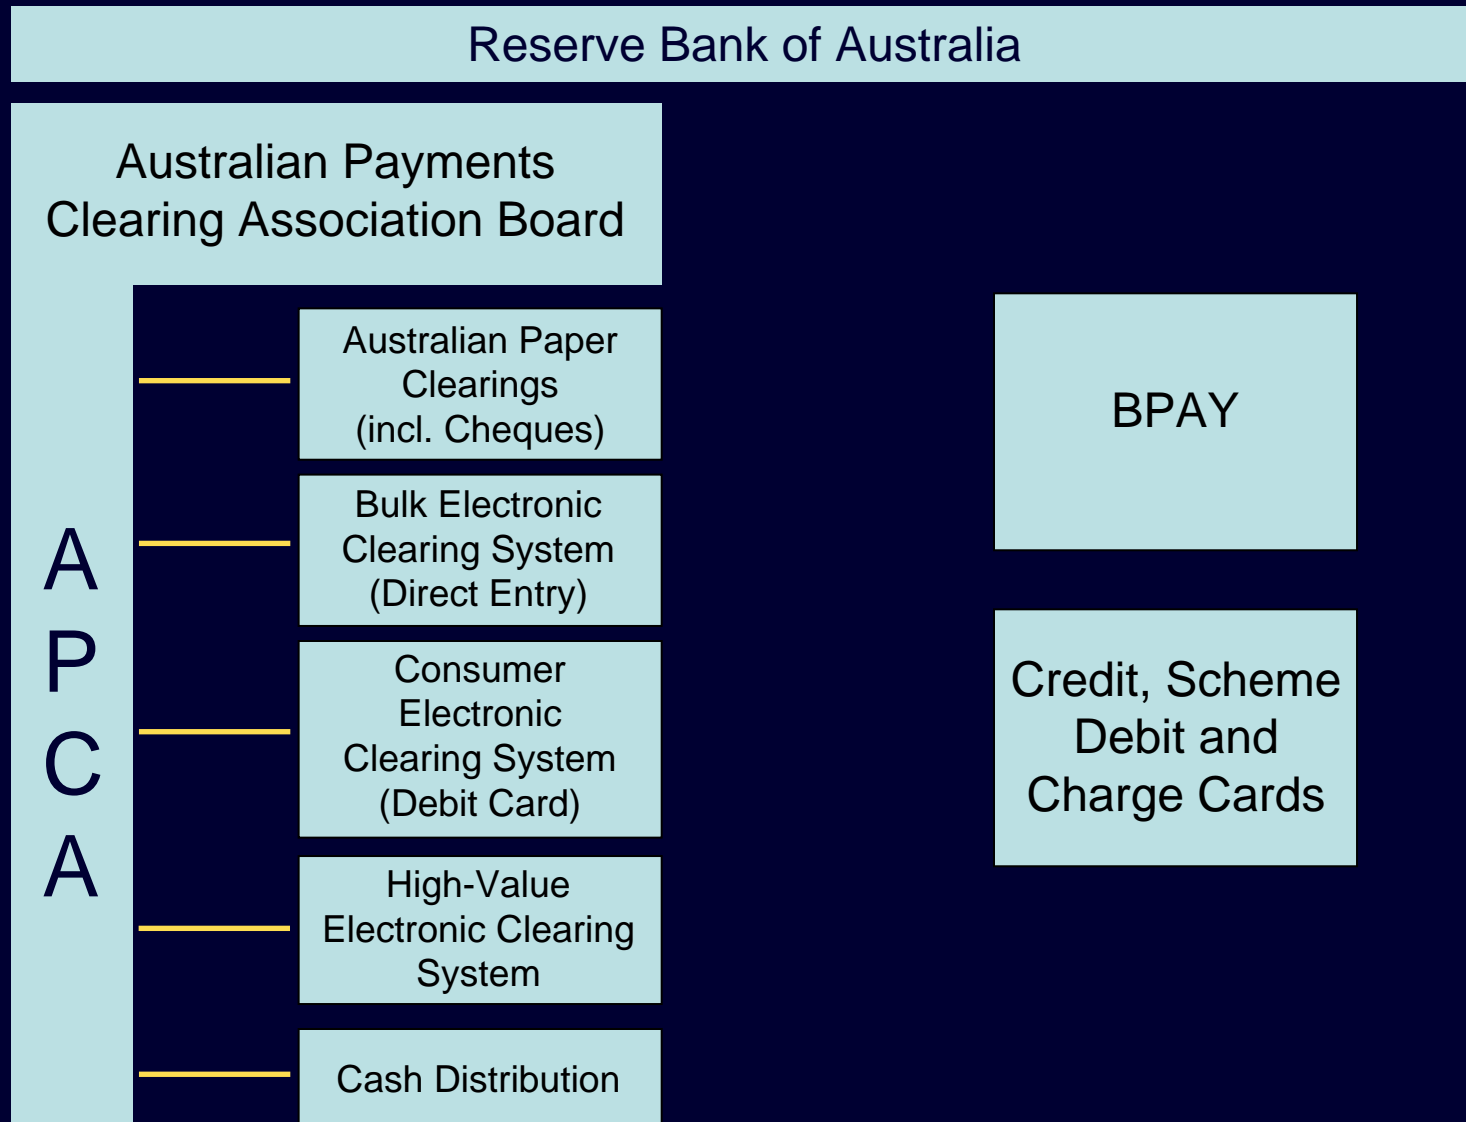 Reserve Bank of Australia
Australian Payments
Clearing Association Board
A
P
C
A
Australian Paper
Clearings
(incl. Cheques)
Bulk Electronic
Clearing System
(Direct Entry)
Consumer
Electronic
Clearing System
(Debit Card)
High-Value
Electronic Clearing
System
Cash Distribution
BPAY
Credit, Scheme
Debit and
Charge Cards